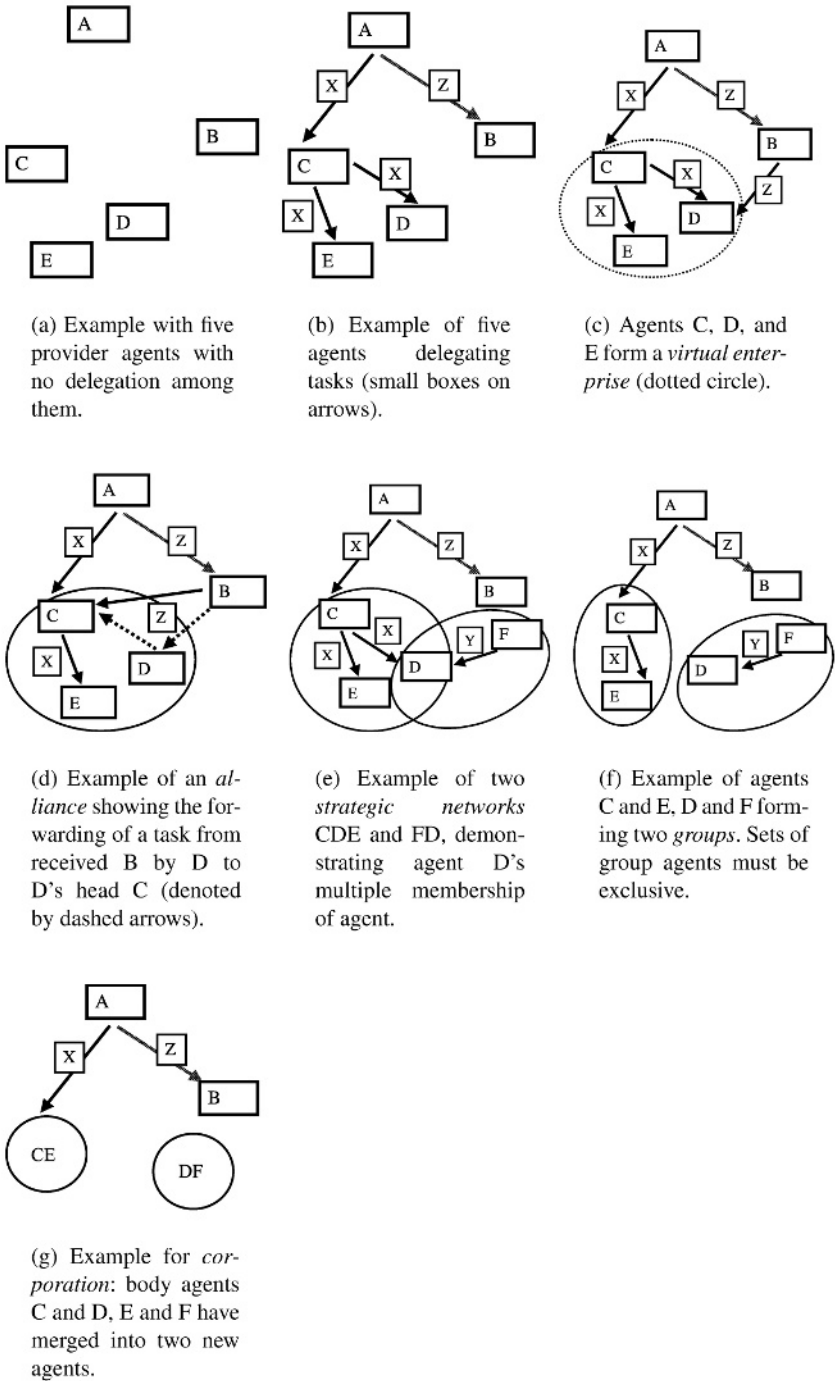 A
B
C
D
E
(a) Example with five
provider agents with
no delegation among
them.
A
X
Z
B
C
X
D
X
E
(b) Example of five
agents delegating
tasks (small boxes on
arrows).
A
X
Z
B
C
X
Z
D
X
E
(c) Agents C, D, and
E form a virtual enter-
prise (dotted circle).
A
X
Z
B
C
Z
X
D
E
(d) Example of an al-
liance showing the for-
warding of a task from
received B by D to
D's head C (denoted
by dashed arrows).
A
X
Z
B
C
X
Y
F
X
D
E
(e) Example of two
strategic networks
CDE and FD, demon-
strating agent D's
multiple membership
of agent.
A
X
Z
B
C
Y
F
X
D
E
(f) Example of agents
C and E, D and F form-
ing two groups. Sets of
group agents must be
exclusive.
A
X
Z
B
CE
DF
(g) Example for cor-
poration: body agents
C and D, E and F have
merged into two new
agents.